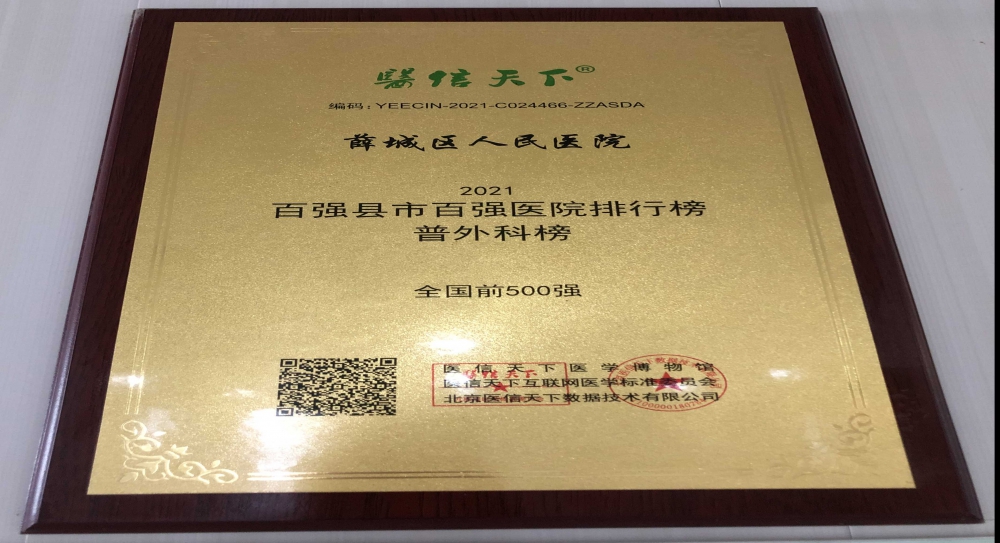 醫信天下®
编码：YEECIN-2021-C024466-ZZASDA
薛城区人民医院
2021
百强县市百强医院排行榜
普外科榜
全国前500强
医信天下医学博物馆
医信天下互联网医学标准委员会
北京医信天下数据技术有限公司